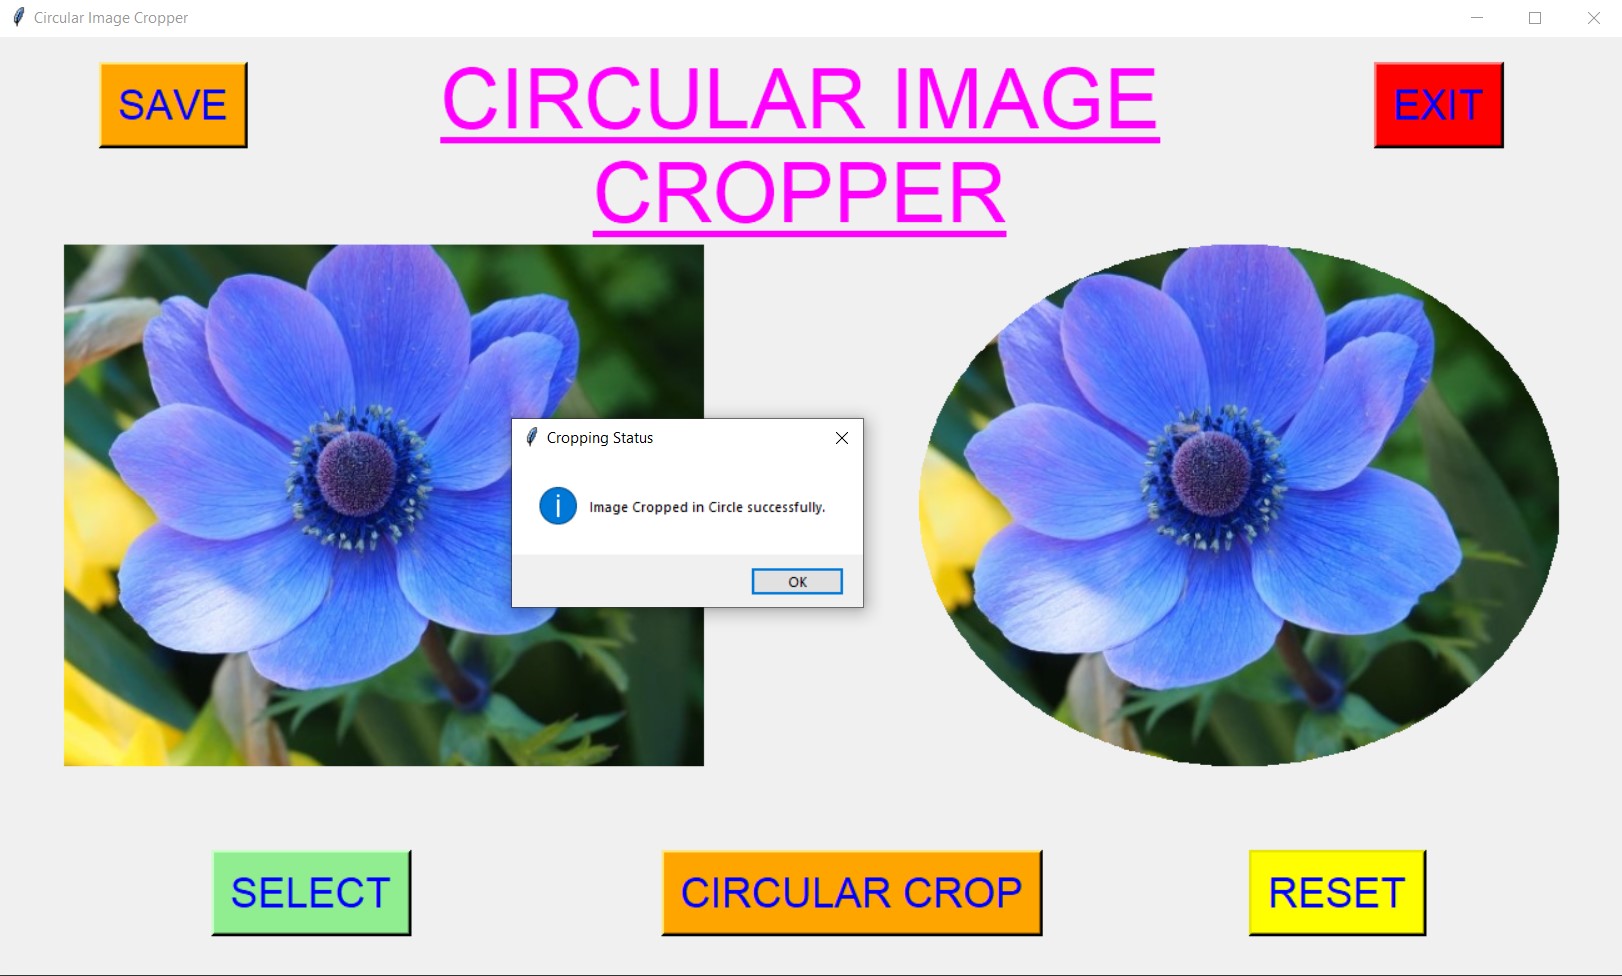 Circular Image Cropper
SAVE
CIRCULAR IMAGE
CROPPER
EXIT
Cropping Status
Image Cropped in Circle successfully.
OK
SELECT
CIRCULAR CROP
RESET